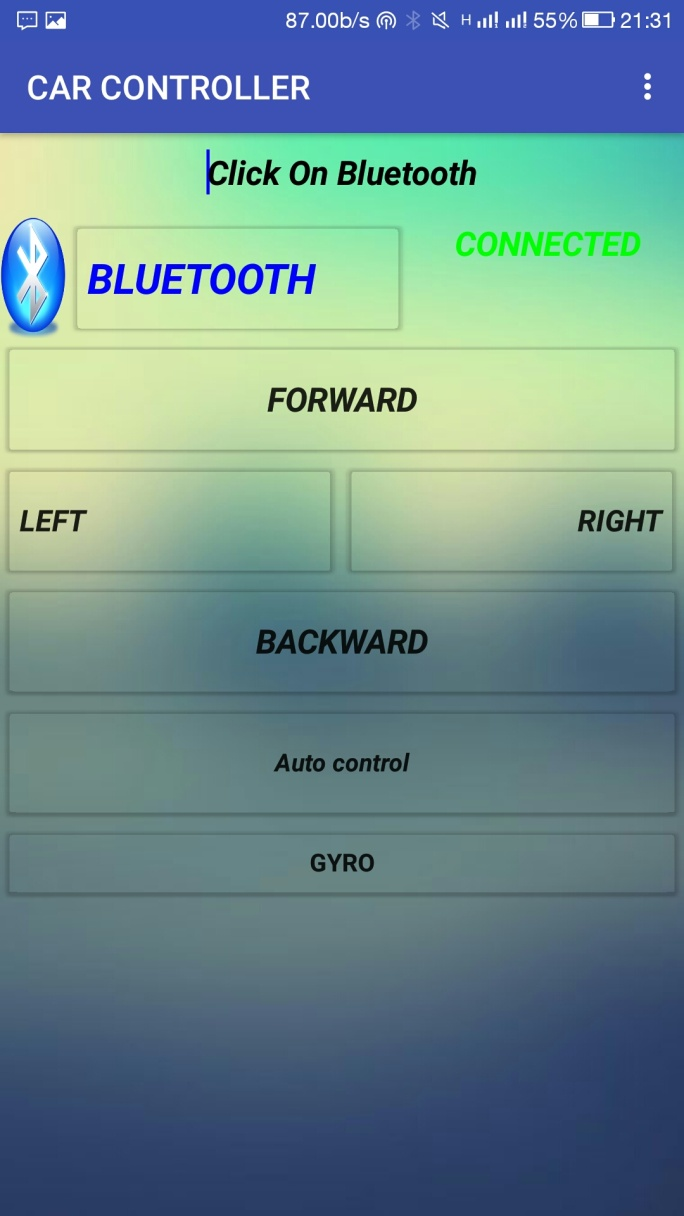 87.00b/s H 55% 21:31
CAR CONTROLLER
Click On Bluetooth
CONNECTED
BLUETOOTH
FORWARD
LEFT RIGHT
BACKWARD
Auto control
GYRO